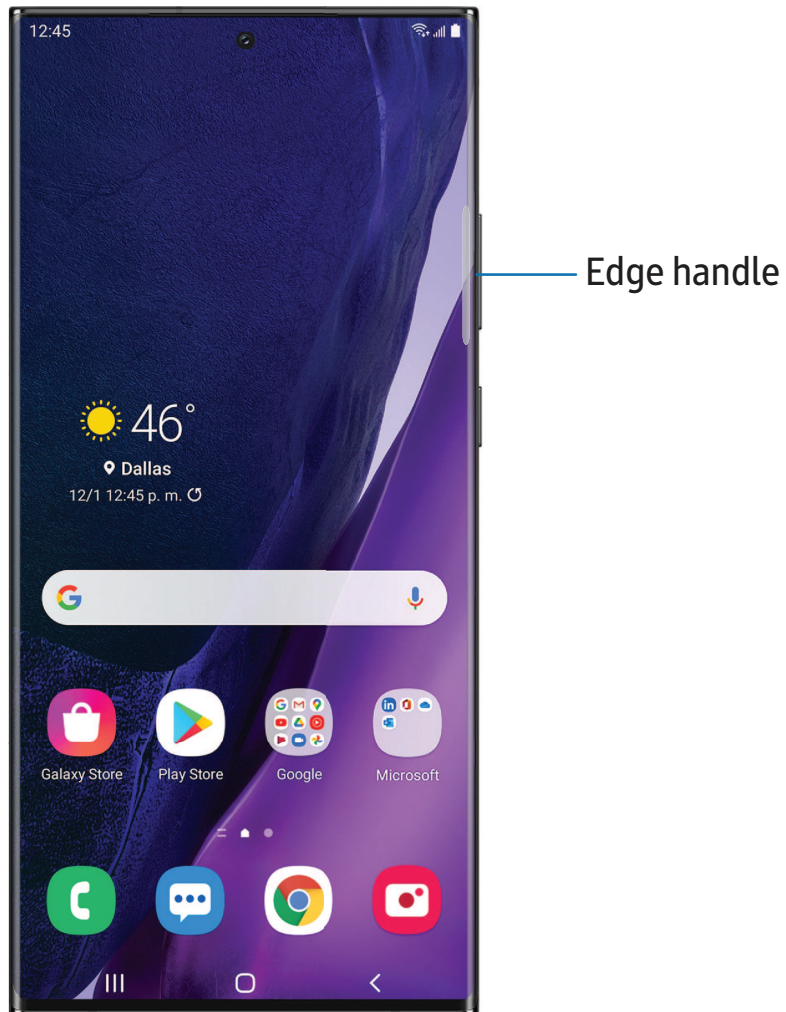 12:45
Edge handle
46°
Dallas
12/1 12:45 p. m.
Galaxy Store
Play Store
Google
Microsoft